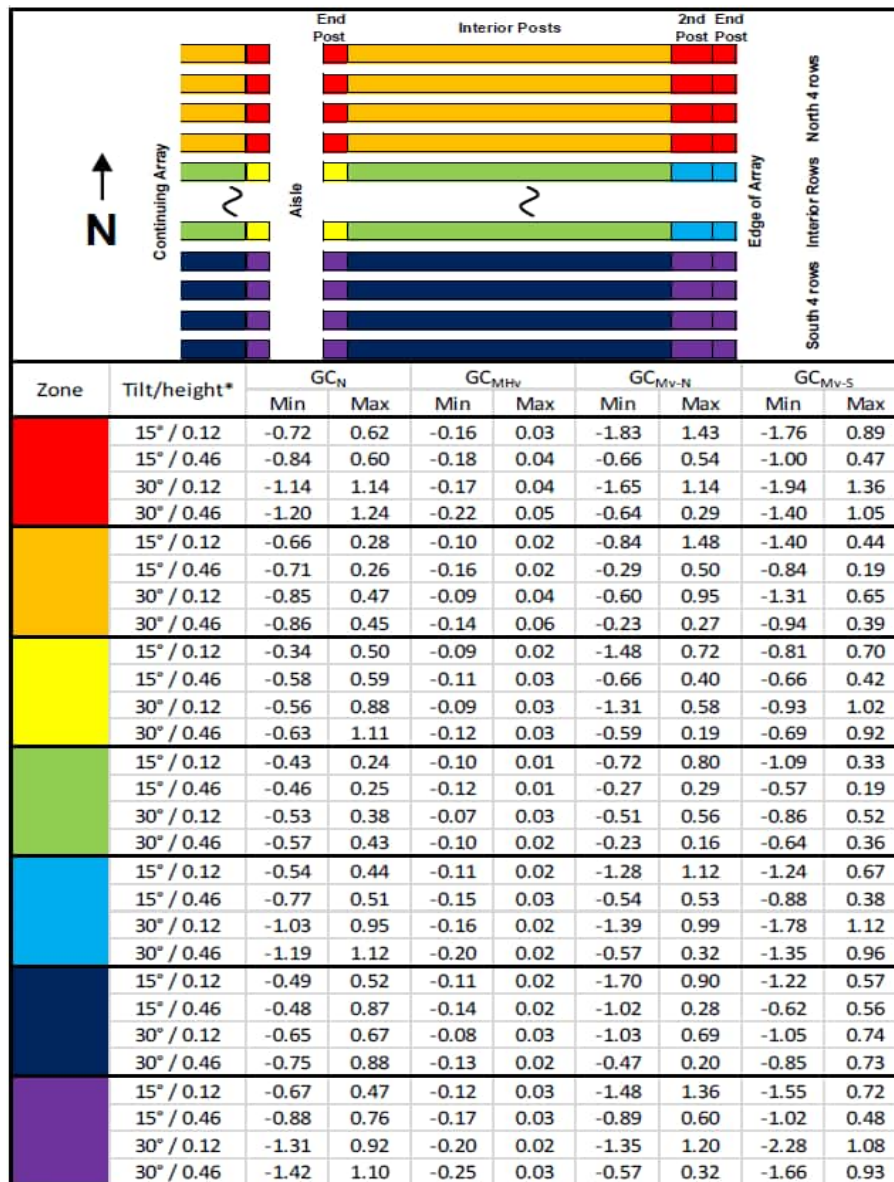 End Post
Interior Posts
2nd Post
End Post
Continuing Array
N
Aisle
Edge of Array
North 4 rows
Interior Rows
South 4 rows
Zone Tilt/height* GCN GCMHv GCMv-N GCMv-S
Min Max Min Max Min Max Min Max
15° / 0.12 -0.72 0.62 -0.16 0.03 -1.83 1.43 -1.76 0.89
15° / 0.46 -0.84 0.60 -0.18 0.04 -0.66 0.54 -1.00 0.47
30° / 0.12 -1.14 1.14 -0.17 0.04 -1.65 1.14 -1.94 1.36
30° / 0.46 -1.20 1.24 -0.22 0.05 -0.64 0.29 -1.40 1.05
15° / 0.12 -0.66 0.28 -0.10 0.02 -0.84 1.48 -1.40 0.44
15° / 0.46 -0.71 0.26 -0.16 0.02 -0.29 0.50 -0.84 0.19
30° / 0.12 -0.85 0.47 -0.09 0.04 -0.60 0.95 -1.31 0.65
30° / 0.46 -0.86 0.45 -0.14 0.06 -0.23 0.27 -0.94 0.39
15° / 0.12 -0.34 0.50 -0.09 0.02 -1.48 0.72 -0.81 0.70
15° / 0.46 -0.58 0.59 -0.11 0.03 -0.66 0.40 -0.66 0.42
30° / 0.12 -0.56 0.88 -0.09 0.03 -1.31 0.58 -0.93 1.02
30° / 0.46 -0.63 1.11 -0.12 0.03 -0.59 0.19 -0.69 0.92
15° / 0.12 -0.43 0.24 -0.10 0.01 -0.72 0.80 -1.09 0.33
15° / 0.46 -0.46 0.25 -0.12 0.01 -0.27 0.29 -0.57 0.19
30° / 0.12 -0.53 0.38 -0.07 0.03 -0.51 0.56 -0.86 0.52
30° / 0.46 -0.57 0.43 -0.10 0.02 -0.23 0.16 -0.64 0.36
15° / 0.12 -0.54 0.44 -0.11 0.02 -1.28 1.12 -1.24 0.67
15° / 0.46 -0.77 0.51 -0.15 0.03 -0.54 0.53 -0.88 0.38
30° / 0.12 -1.03 0.95 -0.16 0.02 -1.39 0.99 -1.78 1.12
30° / 0.46 -1.19 1.12 -0.20 0.02 -0.57 0.32 -1.35 0.96
15° / 0.12 -0.49 0.52 -0.11 0.02 -1.70 0.90 -1.22 0.57
15° / 0.46 -0.48 0.87 -0.14 0.02 -1.02 0.28 -0.62 0.56
30° / 0.12 -0.65 0.67 -0.08 0.03 -1.03 0.69 -1.05 0.74
30° / 0.46 -0.75 0.88 -0.13 0.02 -0.47 0.20 -0.85 0.73
15° / 0.12 -0.67 0.47 -0.12 0.03 -1.48 1.36 -1.55 0.72
15° / 0.46 -0.88 0.76 -0.17 0.03 -0.89 0.60 -1.02 0.48
30° / 0.12 -1.31 0.92 -0.20 0.02 -1.35 1.20 -2.28 1.08
30° / 0.46 -1.42 1.10 -0.25 0.03 -0.57 0.32 -1.66 0.93